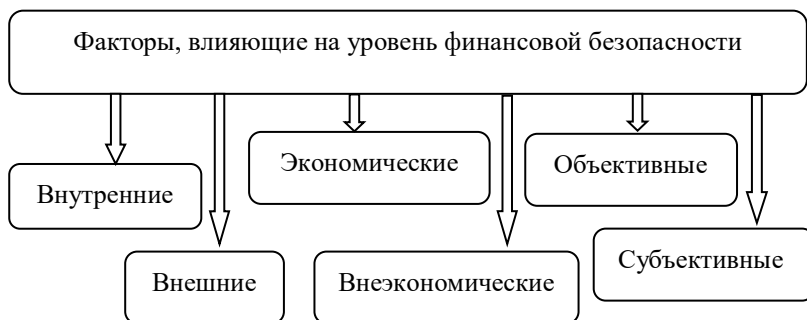 Факторы, влияющие на уровень финансовой безопасности
Экономические
Объективные
Внутренние
Субъективные
Внешние
Внеэкономические